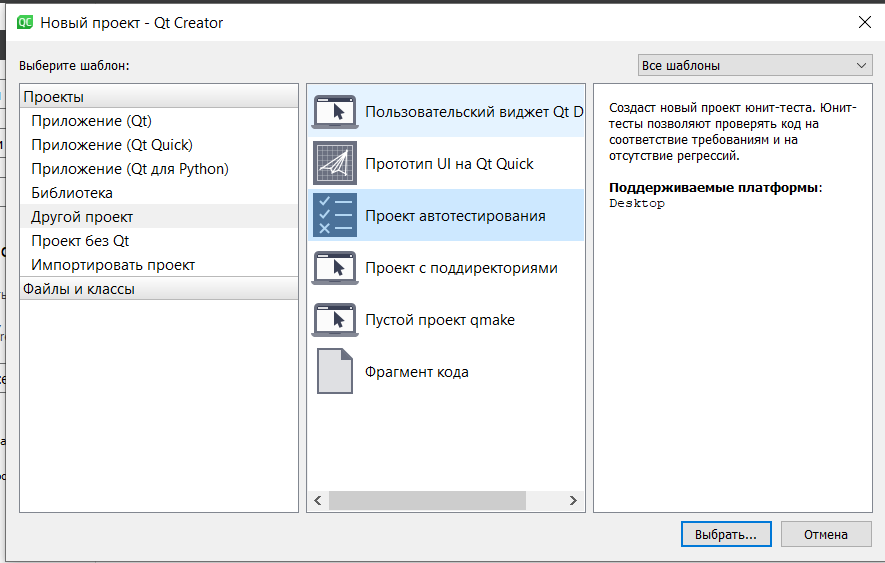 Новый проект - Qt Creator
Выберите шаблон:
Все шаблоны
Проекты
Приложение (Qt)
Приложение (Qt Quick)
Приложение (Qt для Python)
Библиотека
Другой проект
Проект без Qt
Импортировать проект
Файлы и классы
Пользовательский виджет Qt D
Прототип UI на Qt Quick
Проект автотестирования
Проект с поддиректориями
Пустой проект qmake
Фрагмент кода
Создаст новый проект юнит-теста. Юнит-
тесты позволяют проверять код на
соответствие требованиям и на
отсутствие регрессий.
Поддерживаемые платформы:
Desktop
Выбрать...
Отмена